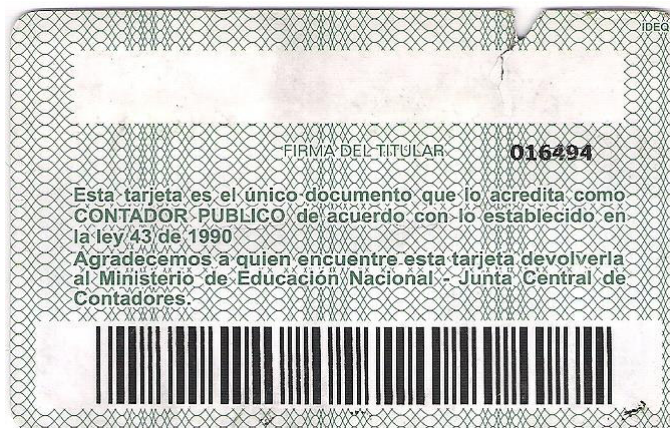 IDEQ
FIRMA DEL TITULAR 016494
Esta tarjeta es el único documento que lo acredita como
CONTADOR PUBLICO de acuerdo con lo establecido en
la ley 43 de 1990
Agradecemos a quien encuentre esta tarjeta devolverla
al Ministerio de Educación Nacional - Junta Central de
Contadores.